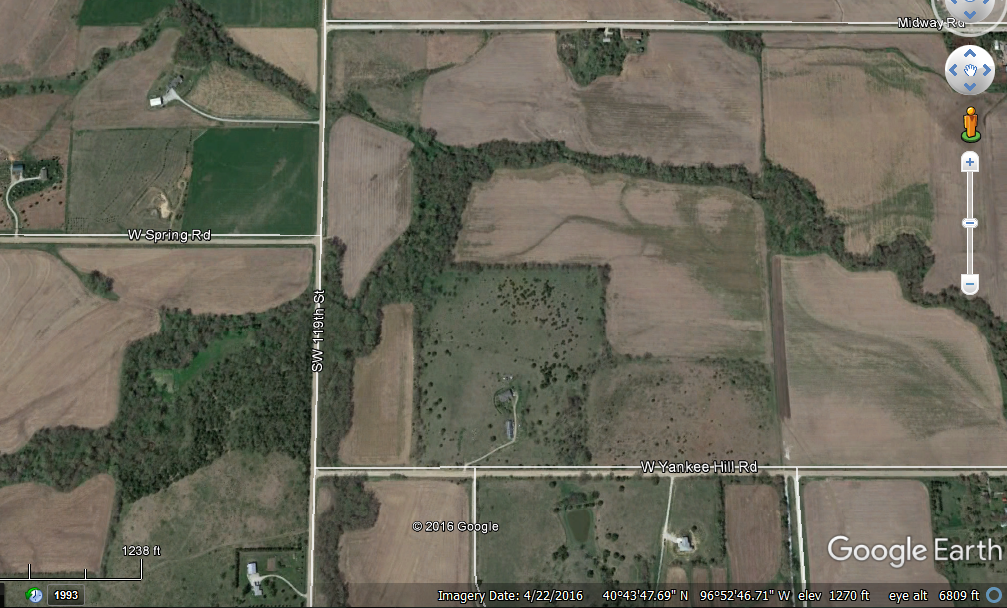 Midway Rd
W Spring Rd
SW 119th St
W Yankee Hill Rd
© 2016 Google
1238 ft
Google Earth
1993
Imagery Date: 4/22/2016 40°43'47.69" N 96°52'46.71" W elev 1270 ft eye alt 6809 ft